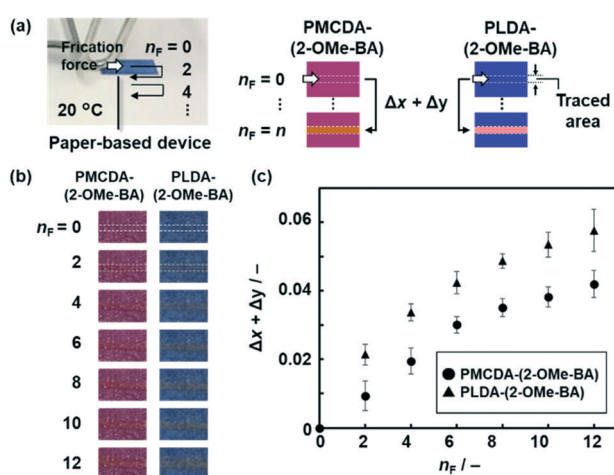 (a)
Frication
force
n_F = 0
2
4
⋮
20 °C
Paper-based device
PMCDA-
(2-OMe-BA)
PLDA-
(2-OMe-BA)
n_F = 0
⋮
⋮
Δx + Δy
n_F = n
Traced
area
(b)
PMCDA-
(2-OMe-BA)
PLDA-
(2-OMe-BA)
n_F = 0
2
4
6
8
10
12
(c)
Δx + Δy / –
0.06
0.04
0.02
0
PMCDA-(2-OMe-BA)
PLDA-(2-OMe-BA)
0 2 4 6 8 10 12
n_F / –